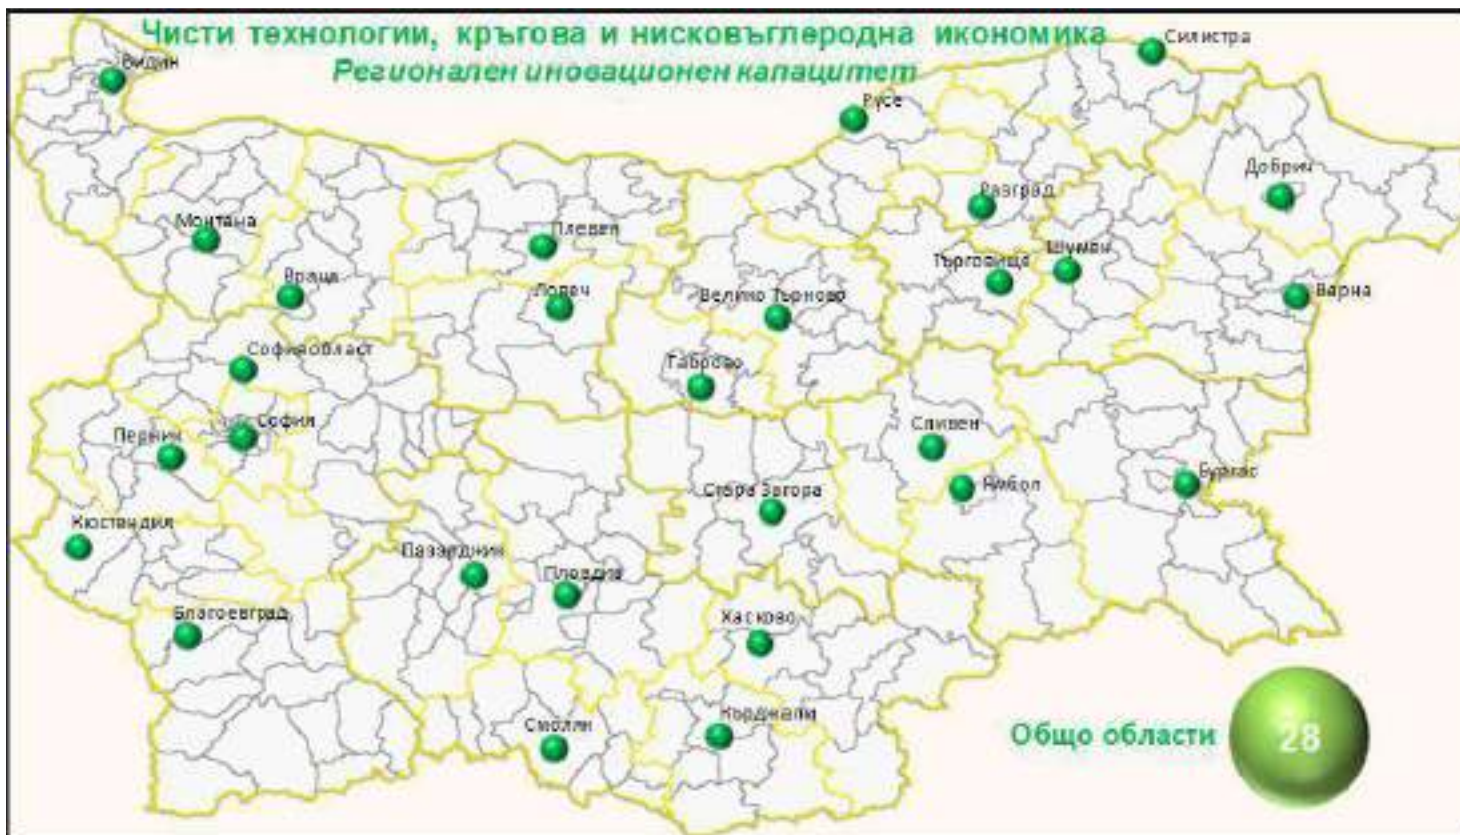 Чисти технологии, кръгова и нисковъглеродна икономика
Регионален иновационен капацитет
Силистра
Видин
Русе
Добрич
Разград
Монтана
Плевен
Шумен
Търговище
Враца
Ловеч
Велико Търново
Варна
София област
Габрово
София
Перник
Сливен
Ямбол
Бургас
Стара Загора
Кюстендил
Пазарджик
Пловдив
Благоевград
Хасково
Смолян
Кърджали
Общо области
28